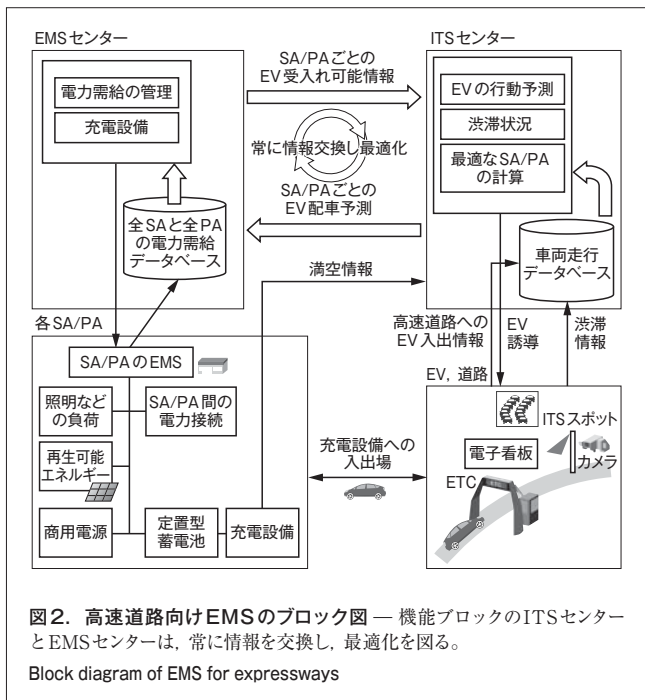 EMSセンター
電力需給の管理
充電設備
全SAと全PA
の電力需給
データベース
SA/PAごとの
EV受入れ可能情報
常に情報交換し最適化
SA/PAごとの
EV配車予測
満空情報
ITSセンター
EVの行動予測
渋滞状況
最適なSA/PA
の計算
車両走行
データベース
高速道路への
EV入出情報
EV
誘導
渋滞
情報
各SA/PA
SA/PAのEMS
照明など
の負荷
SA/PA間の
電力接続
再生可能
エネルギー
商用電源
定置型
蓄電池
充電設備
充電設備への
入出場
EV,道路
ITSスポット
電子看板
カメラ
ETC
図2.高速道路向けEMSのブロック図 — 機能ブロックのITSセンター
とEMSセンターは,常に情報を交換し,最適化を図る。
Block diagram of EMS for expressways